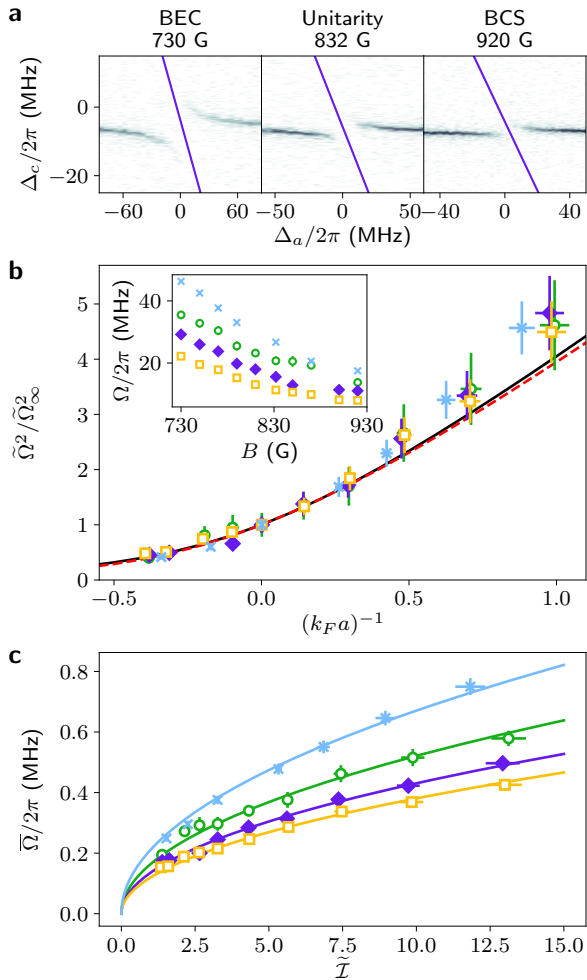 a
BEC
730 G
Unitarity
832 G
BCS
920 G
Δc/2π (MHz)
0
−20
−60 0 60
−50 0 50
−40 0 40
Δa/2π (MHz)
b
Ω̃²/Ω̃²∞
5
4
3
2
1
0
Ω/2π (MHz)
40
20
730 830 930
B (G)
−0.5 0.0 0.5 1.0
(kFa)⁻¹
c
Ω̅/2π (MHz)
0.8
0.6
0.4
0.2
0.0
0.0 2.5 5.0 7.5 10.0 12.5 15.0
Ĩ